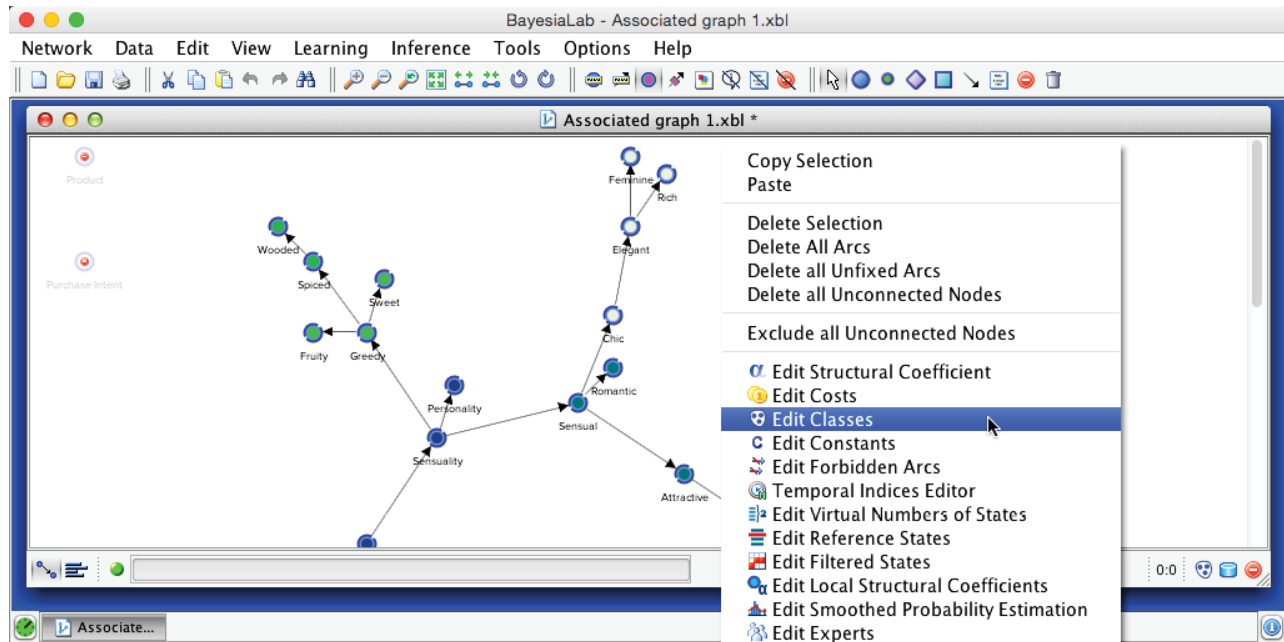 BayesiaLab - Associated graph 1.xbl
Network Data Edit View Learning Inference Tools Options Help
Associated graph 1.xbl *
Product
Purchase Intent
Feminine
Rich
Elegant
Wooded
Spiced
Sweet
Fruity
Greedy
Chic
Romantic
Personality
Sensual
Sensuality
Attractive
Copy Selection
Paste
Delete Selection
Delete All Arcs
Delete all Unfixed Arcs
Delete all Unconnected Nodes
Exclude all Unconnected Nodes
Edit Structural Coefficient
Edit Costs
Edit Classes
Edit Constants
Edit Forbidden Arcs
Temporal Indices Editor
Edit Virtual Numbers of States
Edit Reference States
Edit Filtered States
Edit Local Structural Coefficients
Edit Smoothed Probability Estimation
Edit Experts
0:0
Associate...